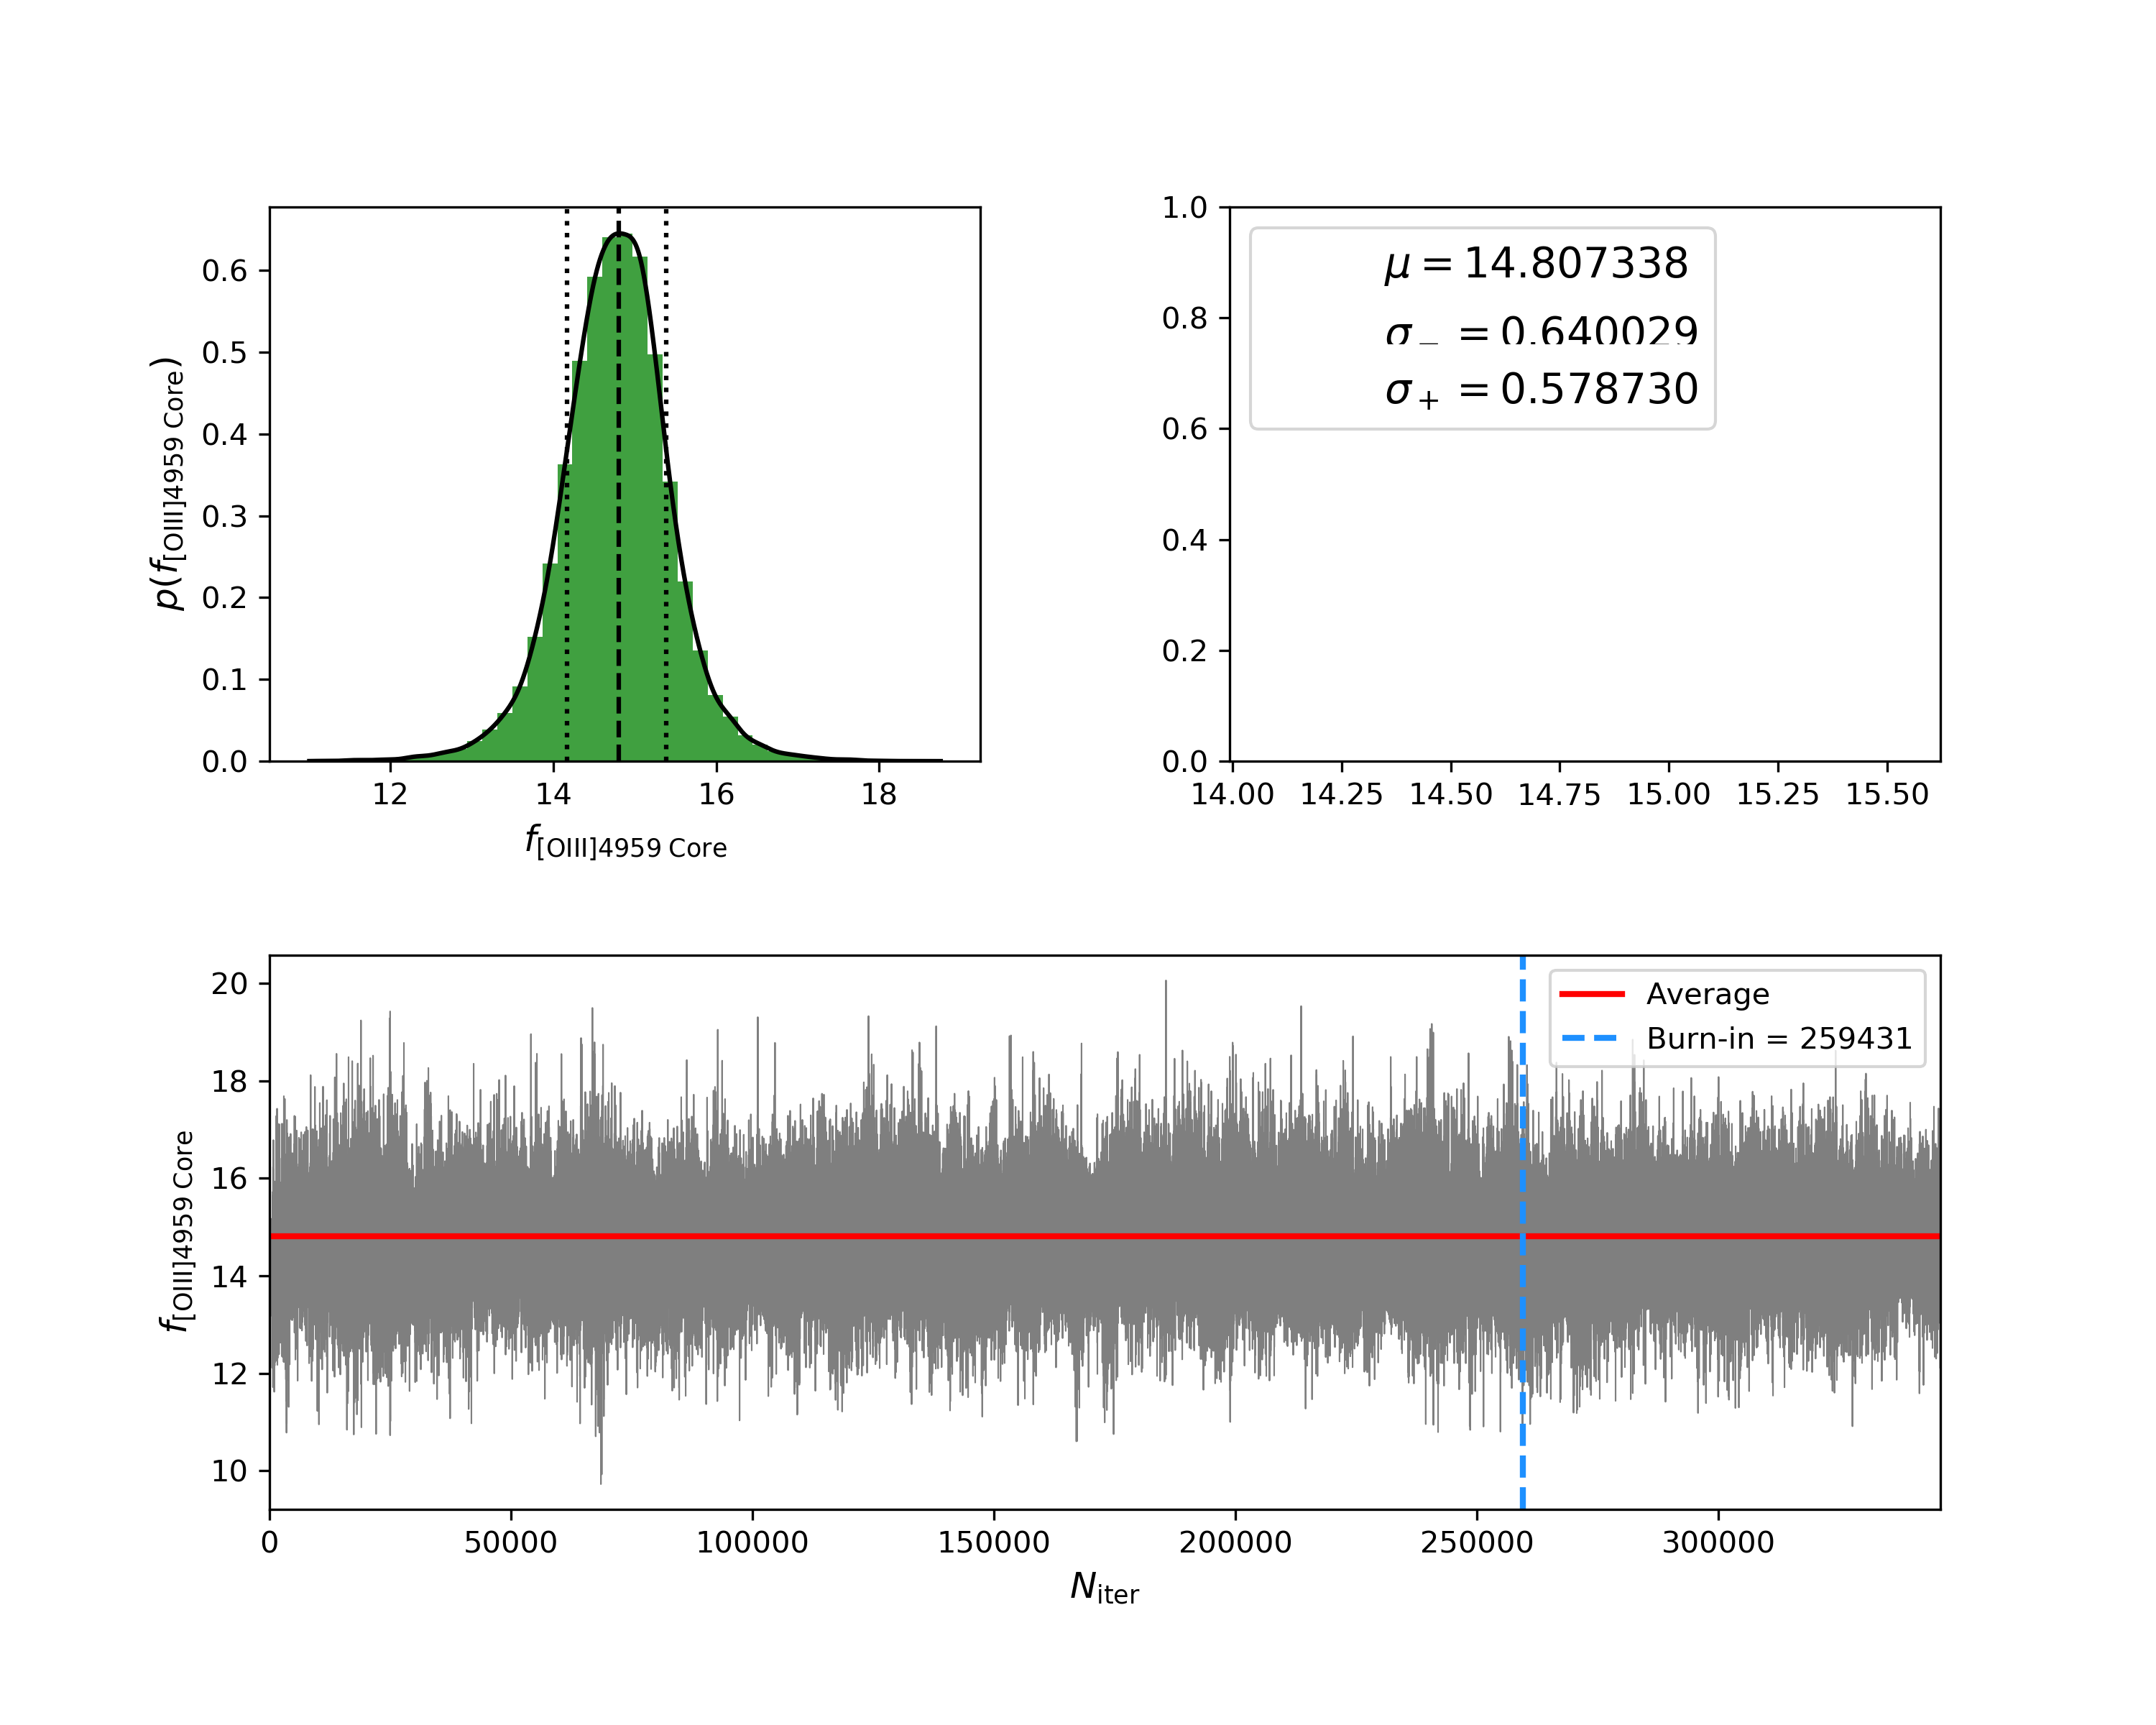 0.6
0.5
0.4
0.3
0.2
0.1
0.0
p(f[OIII]4959 Core)
12 14 16 18
f[OIII]4959 Core
1.0
0.8
0.6
0.4
0.2
0.0
μ = 14.807338
σ− = 0.640029
σ+ = 0.578730
14.00 14.25 14.50 14.75 15.00 15.25 15.50
20
18
16
14
12
10
f[OIII]4959 Core
Average
Burn-in = 259431
0 50000 100000 150000 200000 250000 300000
Niter